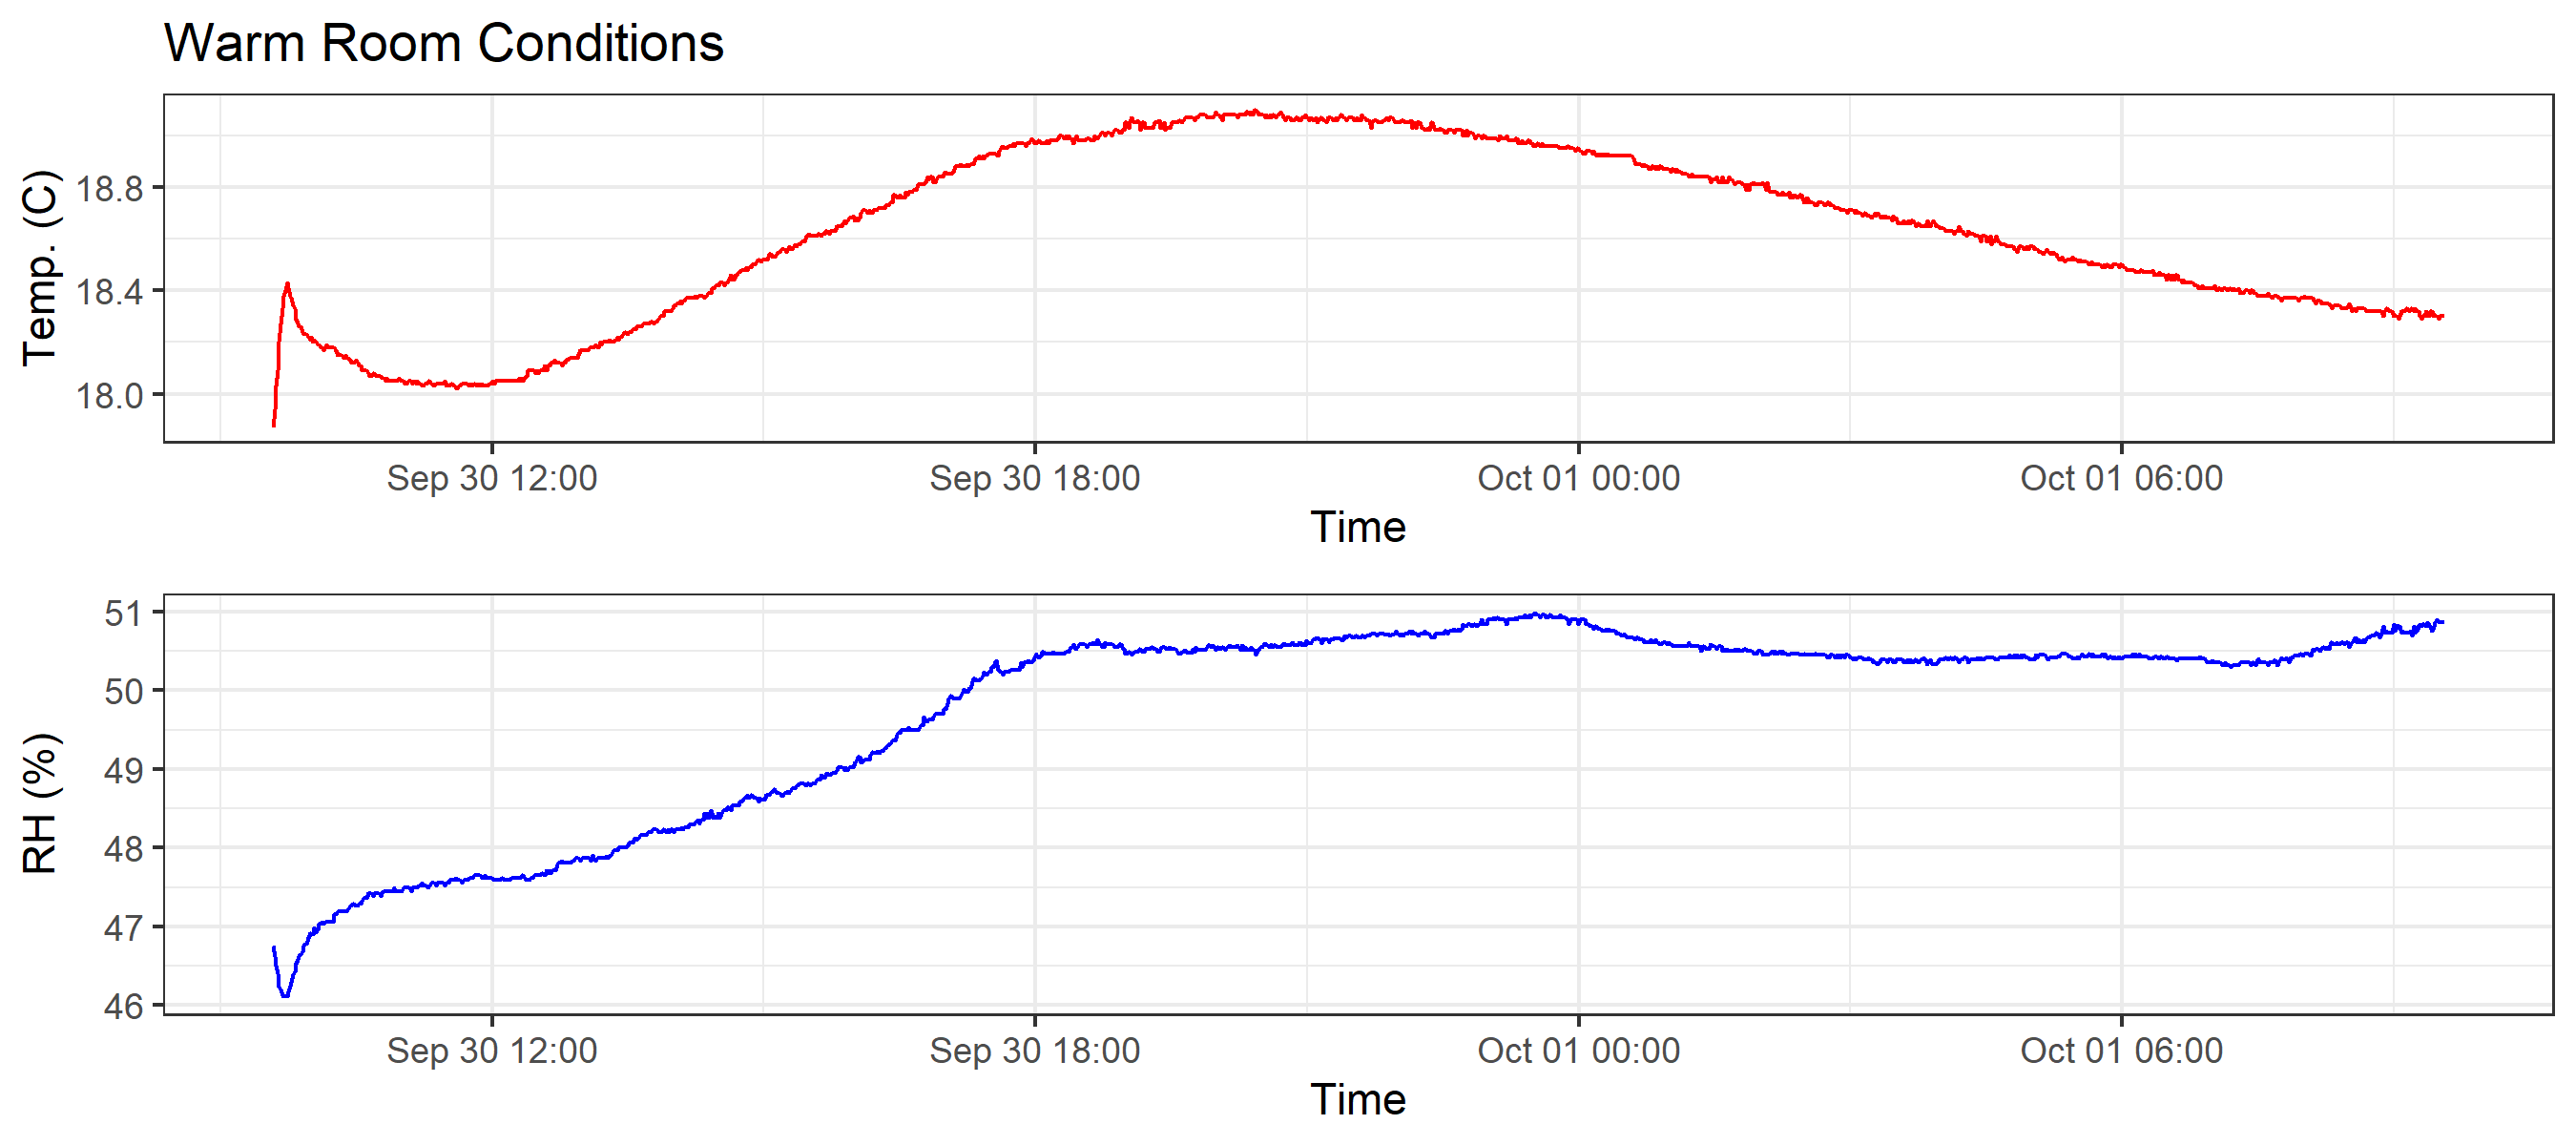 Warm Room Conditions
Temp. (C)
18.8
18.4
18.0
Sep 30 12:00 Sep 30 18:00 Oct 01 00:00 Oct 01 06:00
Time
RH (%)
51
50
49
48
47
46
Sep 30 12:00 Sep 30 18:00 Oct 01 00:00 Oct 01 06:00
Time